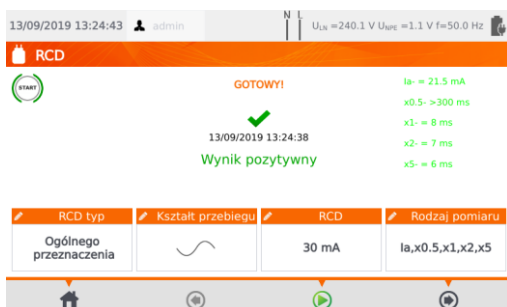 13/09/2019 13:24:43 admin N L ULN =240.1 V UNPE =1.1 V f=50.0 Hz
RCD
START
GOTOWY!
13/09/2019 13:24:38
Wynik pozytywny
Ia- = 21.5 mA
x0.5- >300 ms
x1- = 8 ms
x2- = 7 ms
x5- = 6 ms
RCD typ
Ogólnego
przeznaczenia
Kształt przebiegu
RCD
30 mA
Rodzaj pomiaru
Ia,x0.5,x1,x2,x5